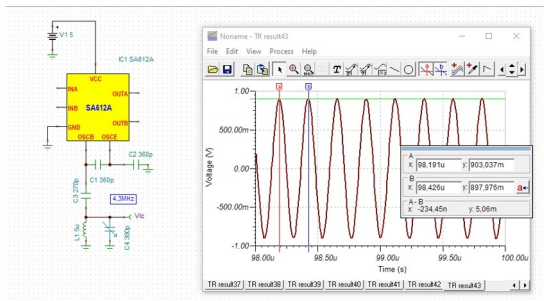 V1 5
IC1 SA612A
VCC
INA
OUTA
INB
SA612A
GND
OUTB
OSCB
OSCE
C2 360p
C1 360p
C3 270p
4,3MHz
Vlc
L1 5u
C4 300p
Noname - TR result43
File Edit View Process Help
T
a
b
1.00
500.00m
0.00
-500.00m
-1.00
Voltage (V)
98.00u
98.50u
99.00u
99.50u
100.00u
Time (s)
A
x: 98,191u y: 903,037m
B
x: 98,426u y: 897,976m
a
A - B
x: -234,45n y: 5,06m
TR result37 TR result38 TR result39 TR result40 TR result41 TR result42 TR result43